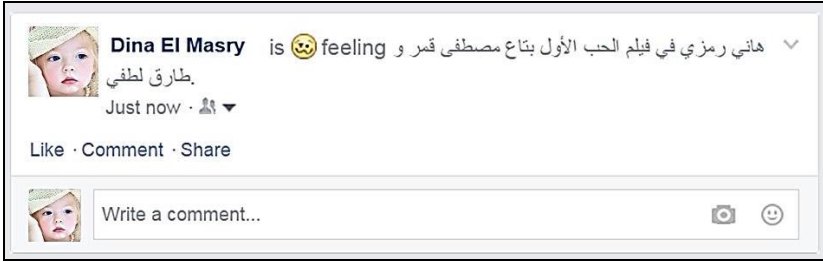 Dina El Masry is feeling هاني رمزي في فيلم الحب الأول بتاع مصطفى قمر و
طارق لطفي.
Just now
Like · Comment · Share
Write a comment...